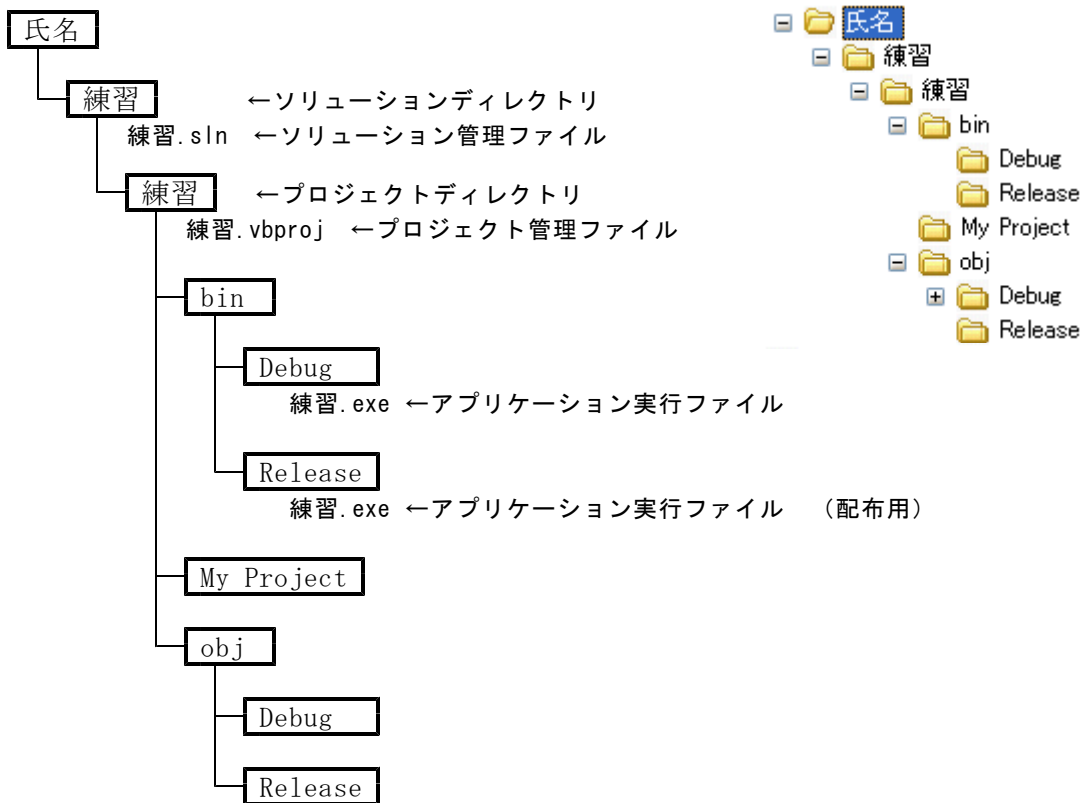 氏名
練習 ←ソリューションディレクトリ
練習.sln ←ソリューション管理ファイル
練習 ←プロジェクトディレクトリ
練習.vbproj ←プロジェクト管理ファイル
bin
Debug
練習.exe ←アプリケーション実行ファイル
Release
練習.exe ←アプリケーション実行ファイル （配布用）
My Project
obj
Debug
Release
氏名
練習
練習
bin
Debug
Release
My Project
obj
Debug
Release